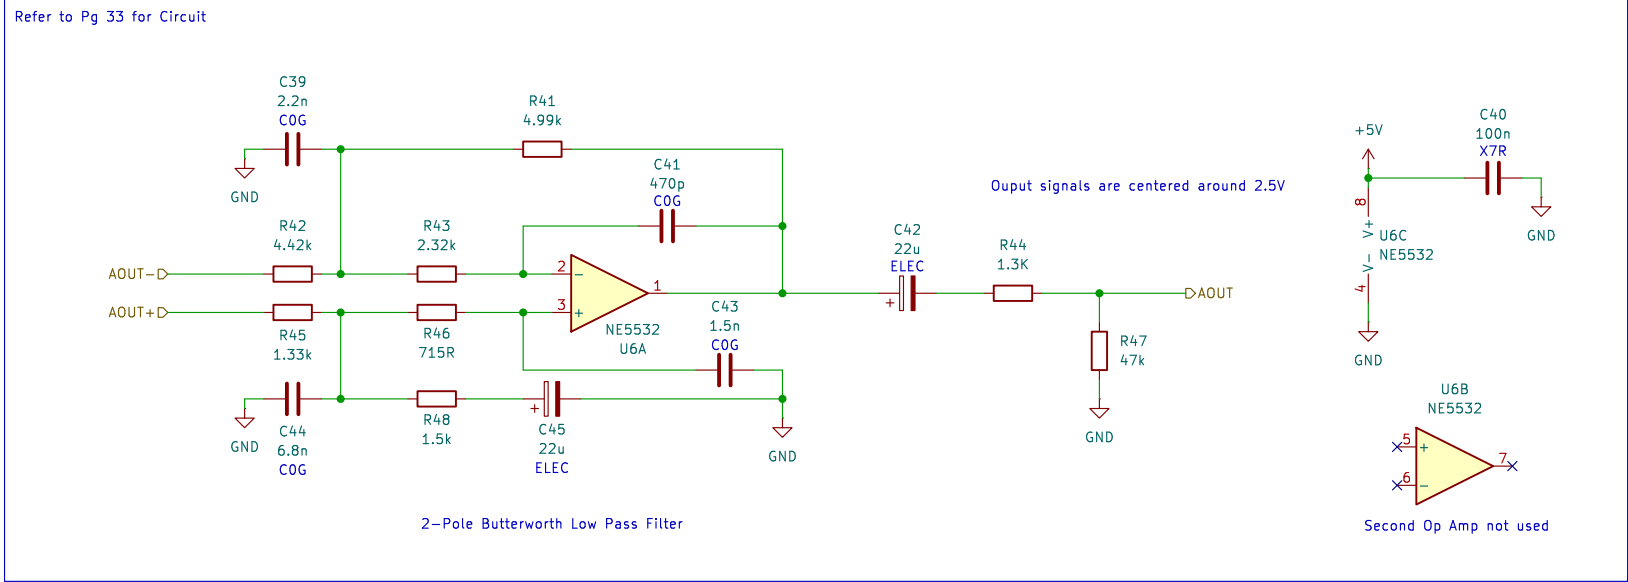 Refer to Pg 33 for Circuit
C39
2.2n
C0G
GND
R41
4.99k
C41
470p
C0G
R42
4.42k
R43
2.32k
AOUT-
AOUT+
R45
1.33k
R46
715R
2
-
3
+
1
NE5532
U6A
C43
1.5n
C0G
GND
C44
6.8n
C0G
R48
1.5k
+
C45
22u
ELEC
GND
2-Pole Butterworth Low Pass Filter
Ouput signals are centered around 2.5V
C42
22u
ELEC
+
R44
1.3K
AOUT
R47
47k
GND
+5V
C40
100n
X7R
GND
8
V+
U6C
NE5532
V-
4
GND
U6B
NE5532
5
+
6
-
7
Second Op Amp not used